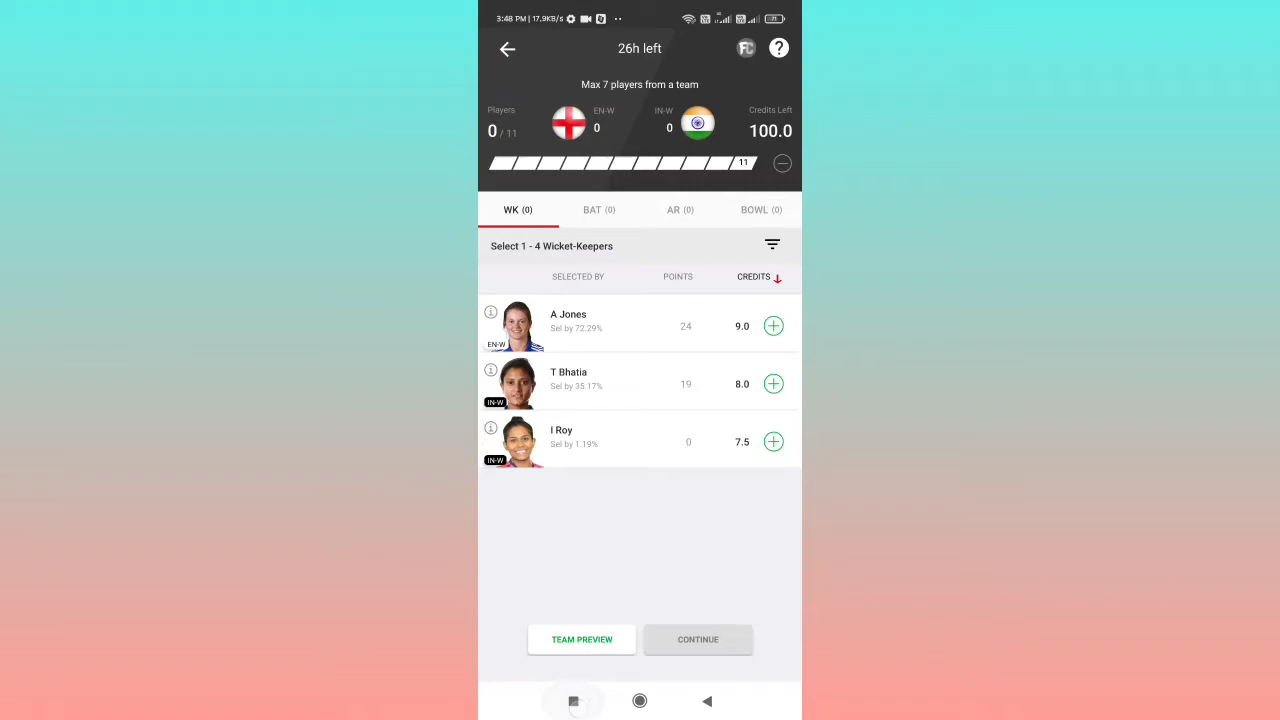 3:48 PM | 17.9KB/s
71
26h left
FC
?
Max 7 players from a team
Players
EN-W
IN-W
Credits Left
0 / 11
0
0
100.0
11
WK (0)
BAT (0)
AR (0)
BOWL (0)
Select 1 - 4 Wicket-Keepers
SELECTED BY
POINTS
CREDITS
A Jones
Sel by 72.29%
24
9.0
EN-W
T Bhatia
Sel by 35.17%
19
8.0
IN-W
I Roy
Sel by 1.19%
0
7.5
IN-W
TEAM PREVIEW
CONTINUE